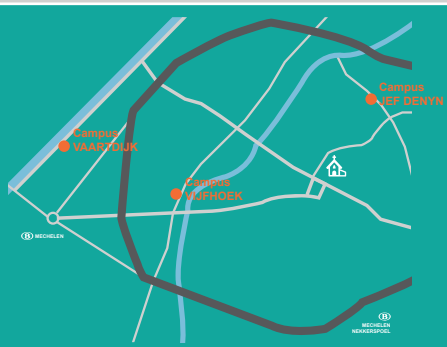 Campus
JEF DENYN
Campus
VAARTDIJK
Campus
VIJFHOEK
B MECHELEN
B
MECHELEN
NEKKERSPOEL